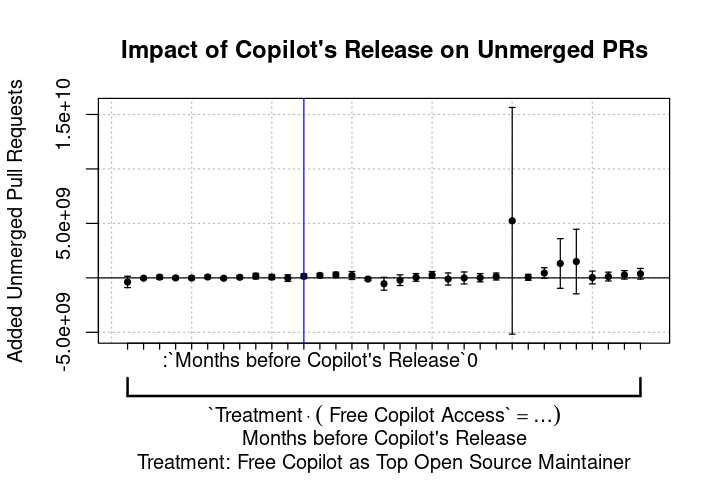 Impact of Copilot's Release on Unmerged PRs
Added Unmerged Pull Requests
1.5e+10
5.0e+09
-5.0e+09
:`Months before Copilot's Release`0
`Treatment · ( Free Copilot Access` = …)
Months before Copilot's Release
Treatment: Free Copilot as Top Open Source Maintainer